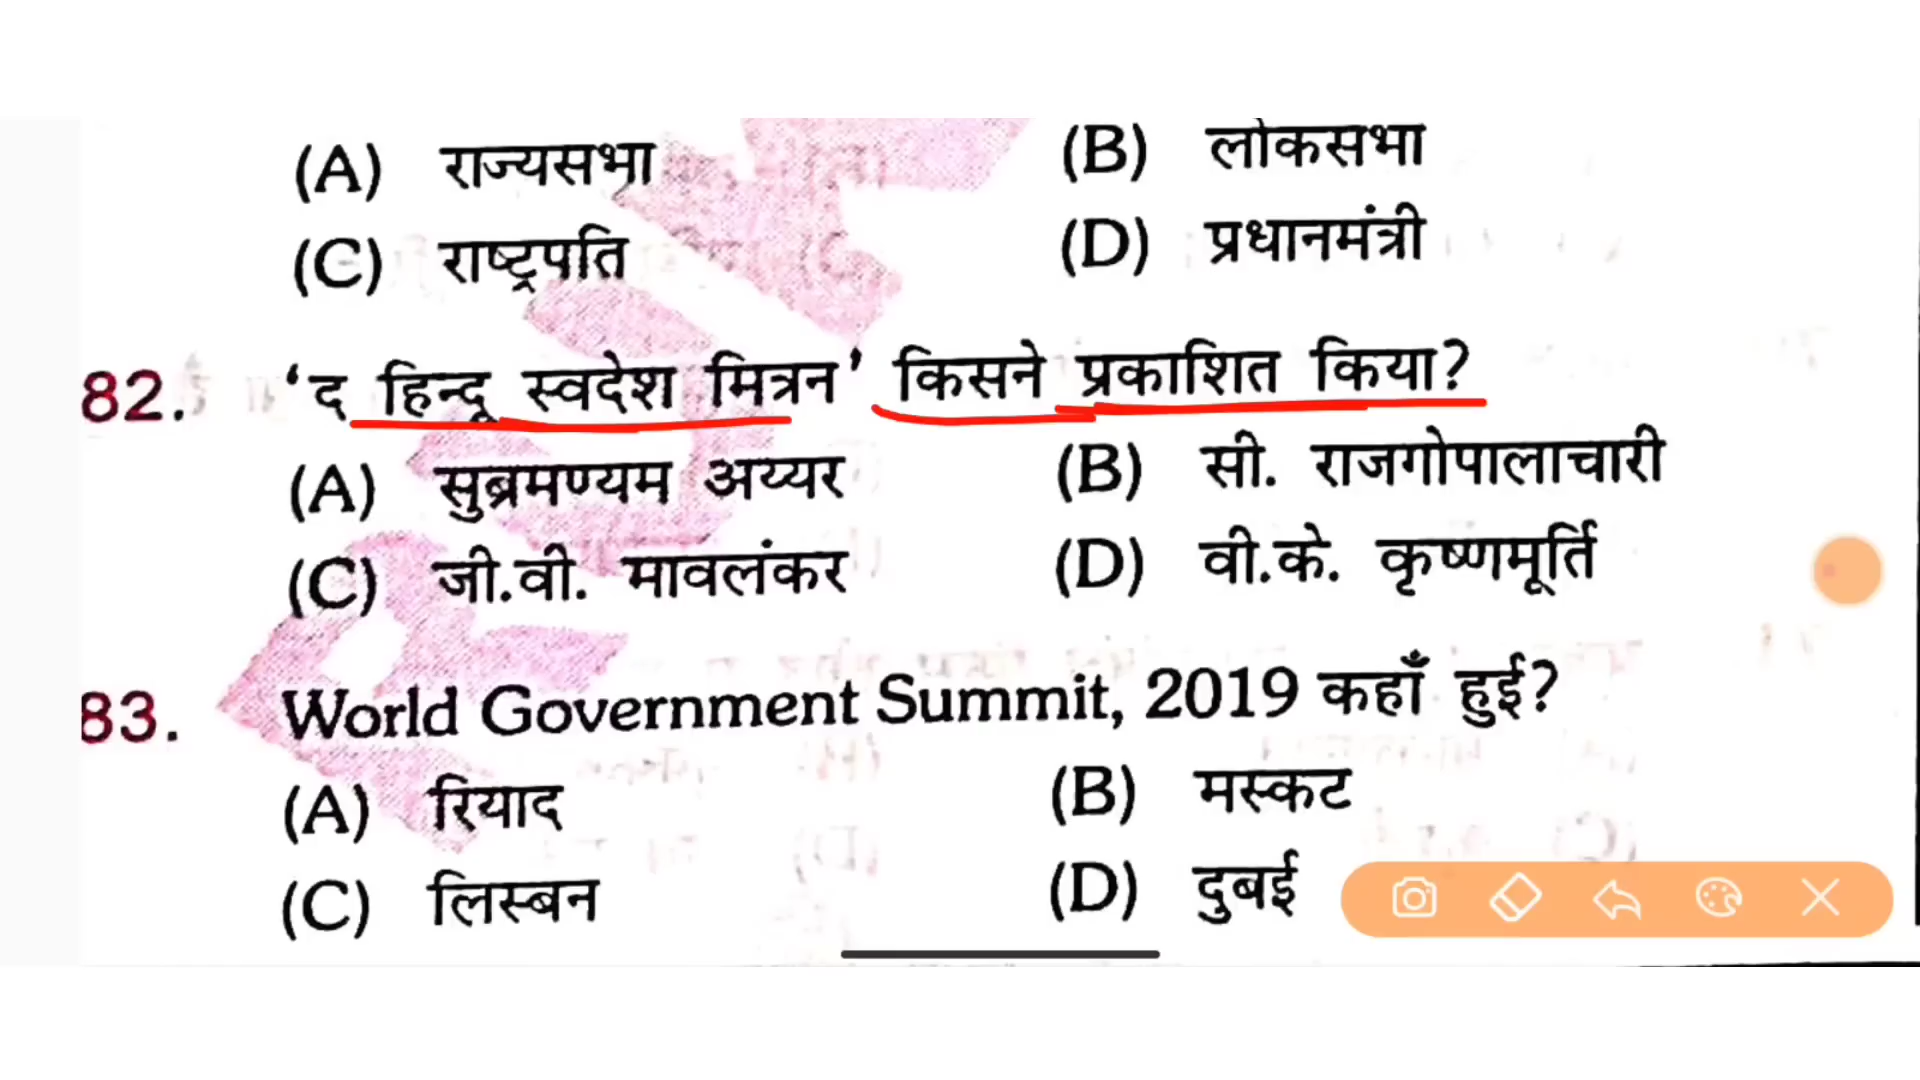 (A) राज्यसभा (B) लोकसभा
(C) राष्ट्रपति (D) प्रधानमंत्री
82. ‘द हिन्दू स्वदेश मित्रन’ किसने प्रकाशित किया?
(A) सुब्रमण्यम अय्यर (B) सी. राजगोपालाचारी
(C) जी.वी. मावलंकर (D) वी.के. कृष्णमूर्ति
83. World Government Summit, 2019 कहाँ हुई?
(A) रियाद (B) मस्कट
(C) लिस्बन (D) दुबई